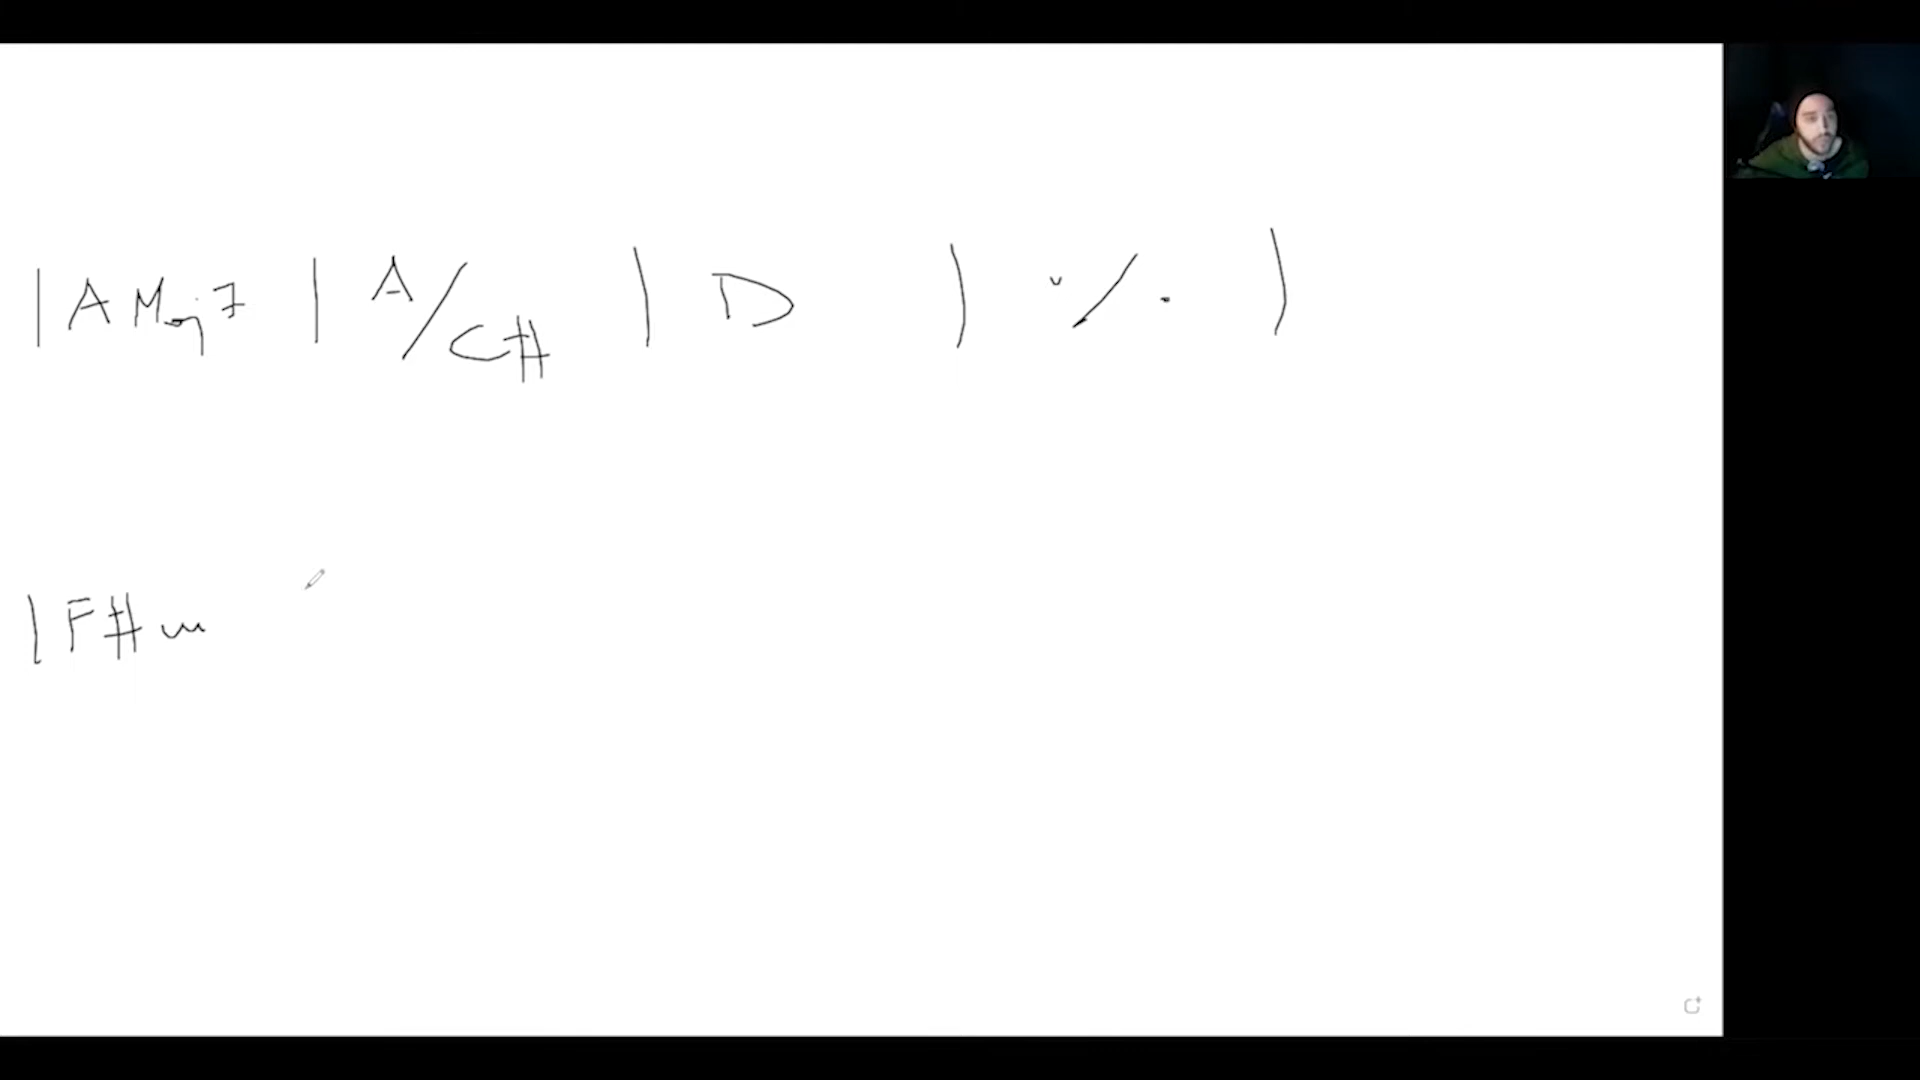 | A Maj7 | A/C# | D | ٪ |
| F#m